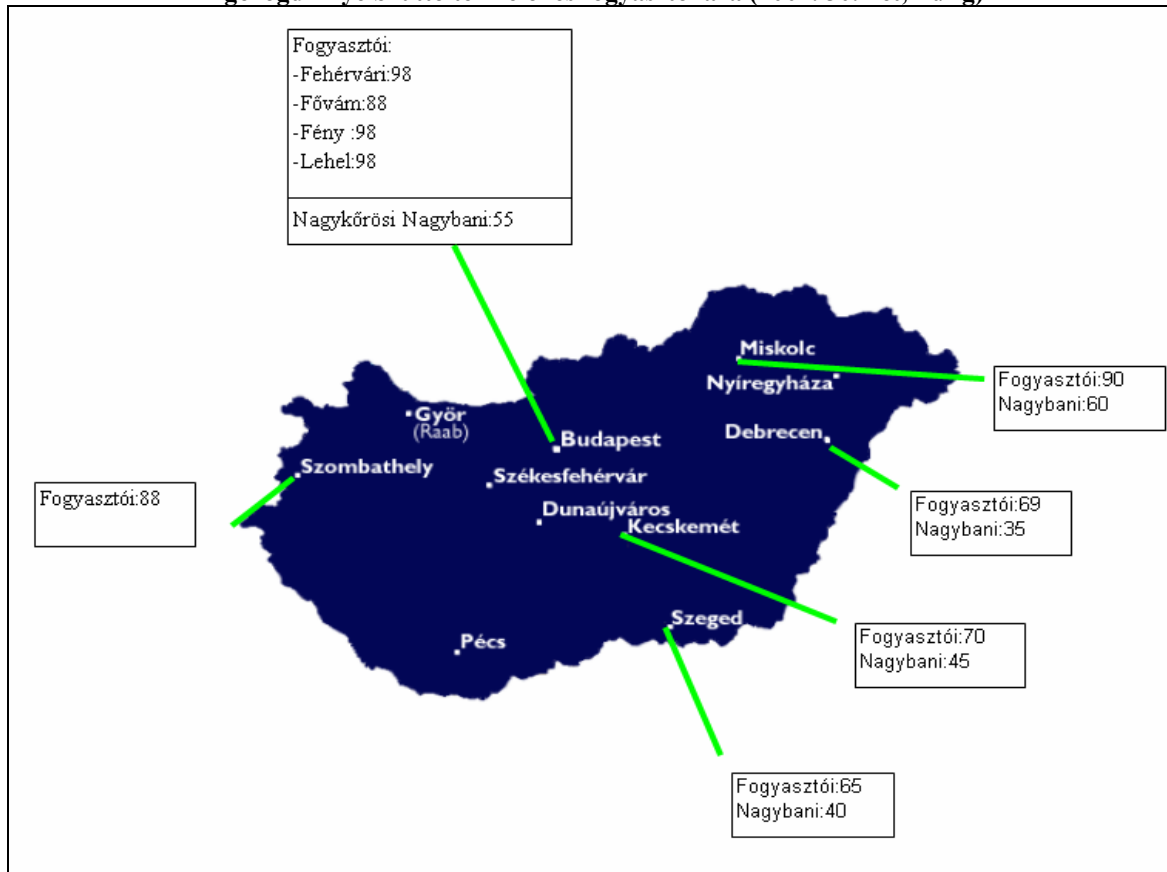 Fogyasztói:
-Fehérvári:98
-Fővám:88
-Fény :98
-Lehel:98
Nagykőrösi Nagybani:55
Miskolc
Nyíregyháza
Fogyasztói:90
Nagybani:60
Györ
(Raab)
Budapest
Debrecen
Szombathely
Székesfehérvár
Fogyasztói:88
Dunaújváros
Kecskemét
Fogyasztói:69
Nagybani:35
Szeged
Pécs
Fogyasztói:70
Nagybani:45
Fogyasztói:65
Nagybani:40